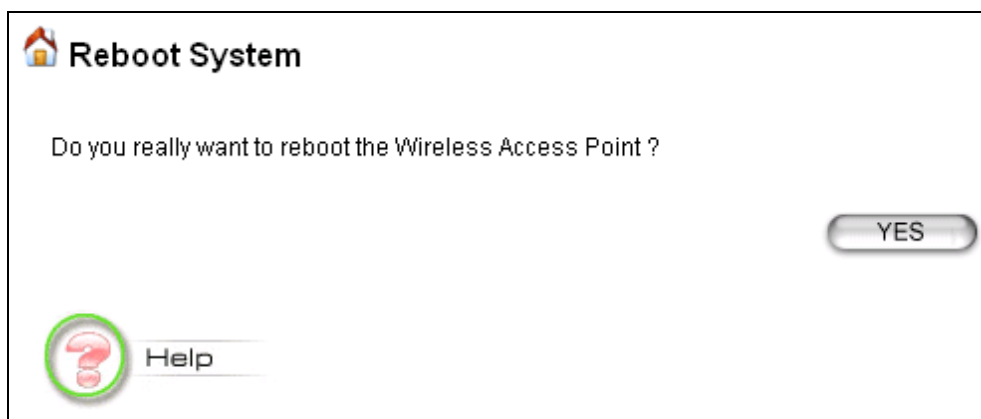 Reboot System
Do you really want to reboot the Wireless Access Point ?
YES
Help